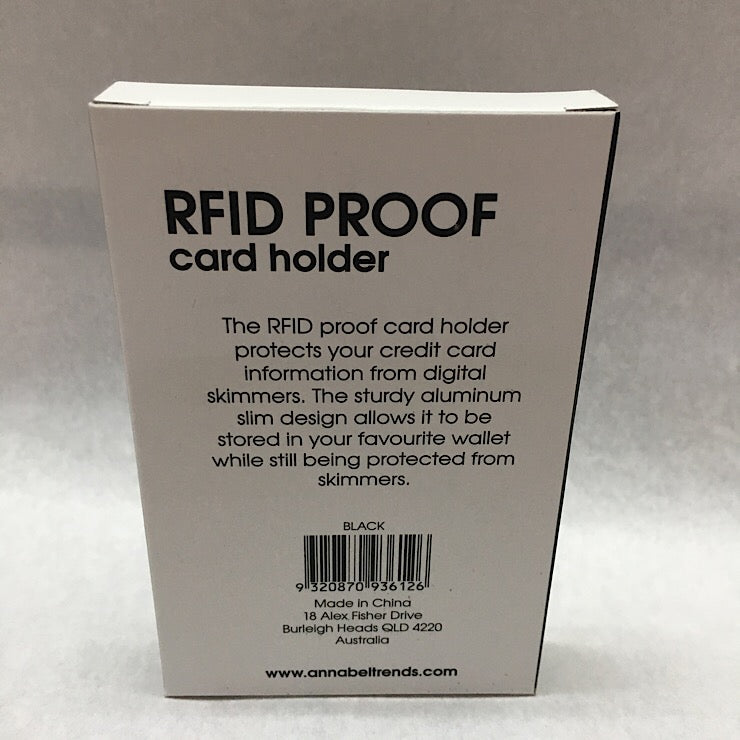 RFID PROOF
card holder
The RFID proof card holder
protects your credit card
information from digital
skimmers. The sturdy aluminum
slim design allows it to be
stored in your favourite wallet
while still being protected from
skimmers.
BLACK
9 320870 936126
Made in China
18 Alex Fisher Drive
Burleigh Heads QLD 4220
Australia
www.annabeltrends.com